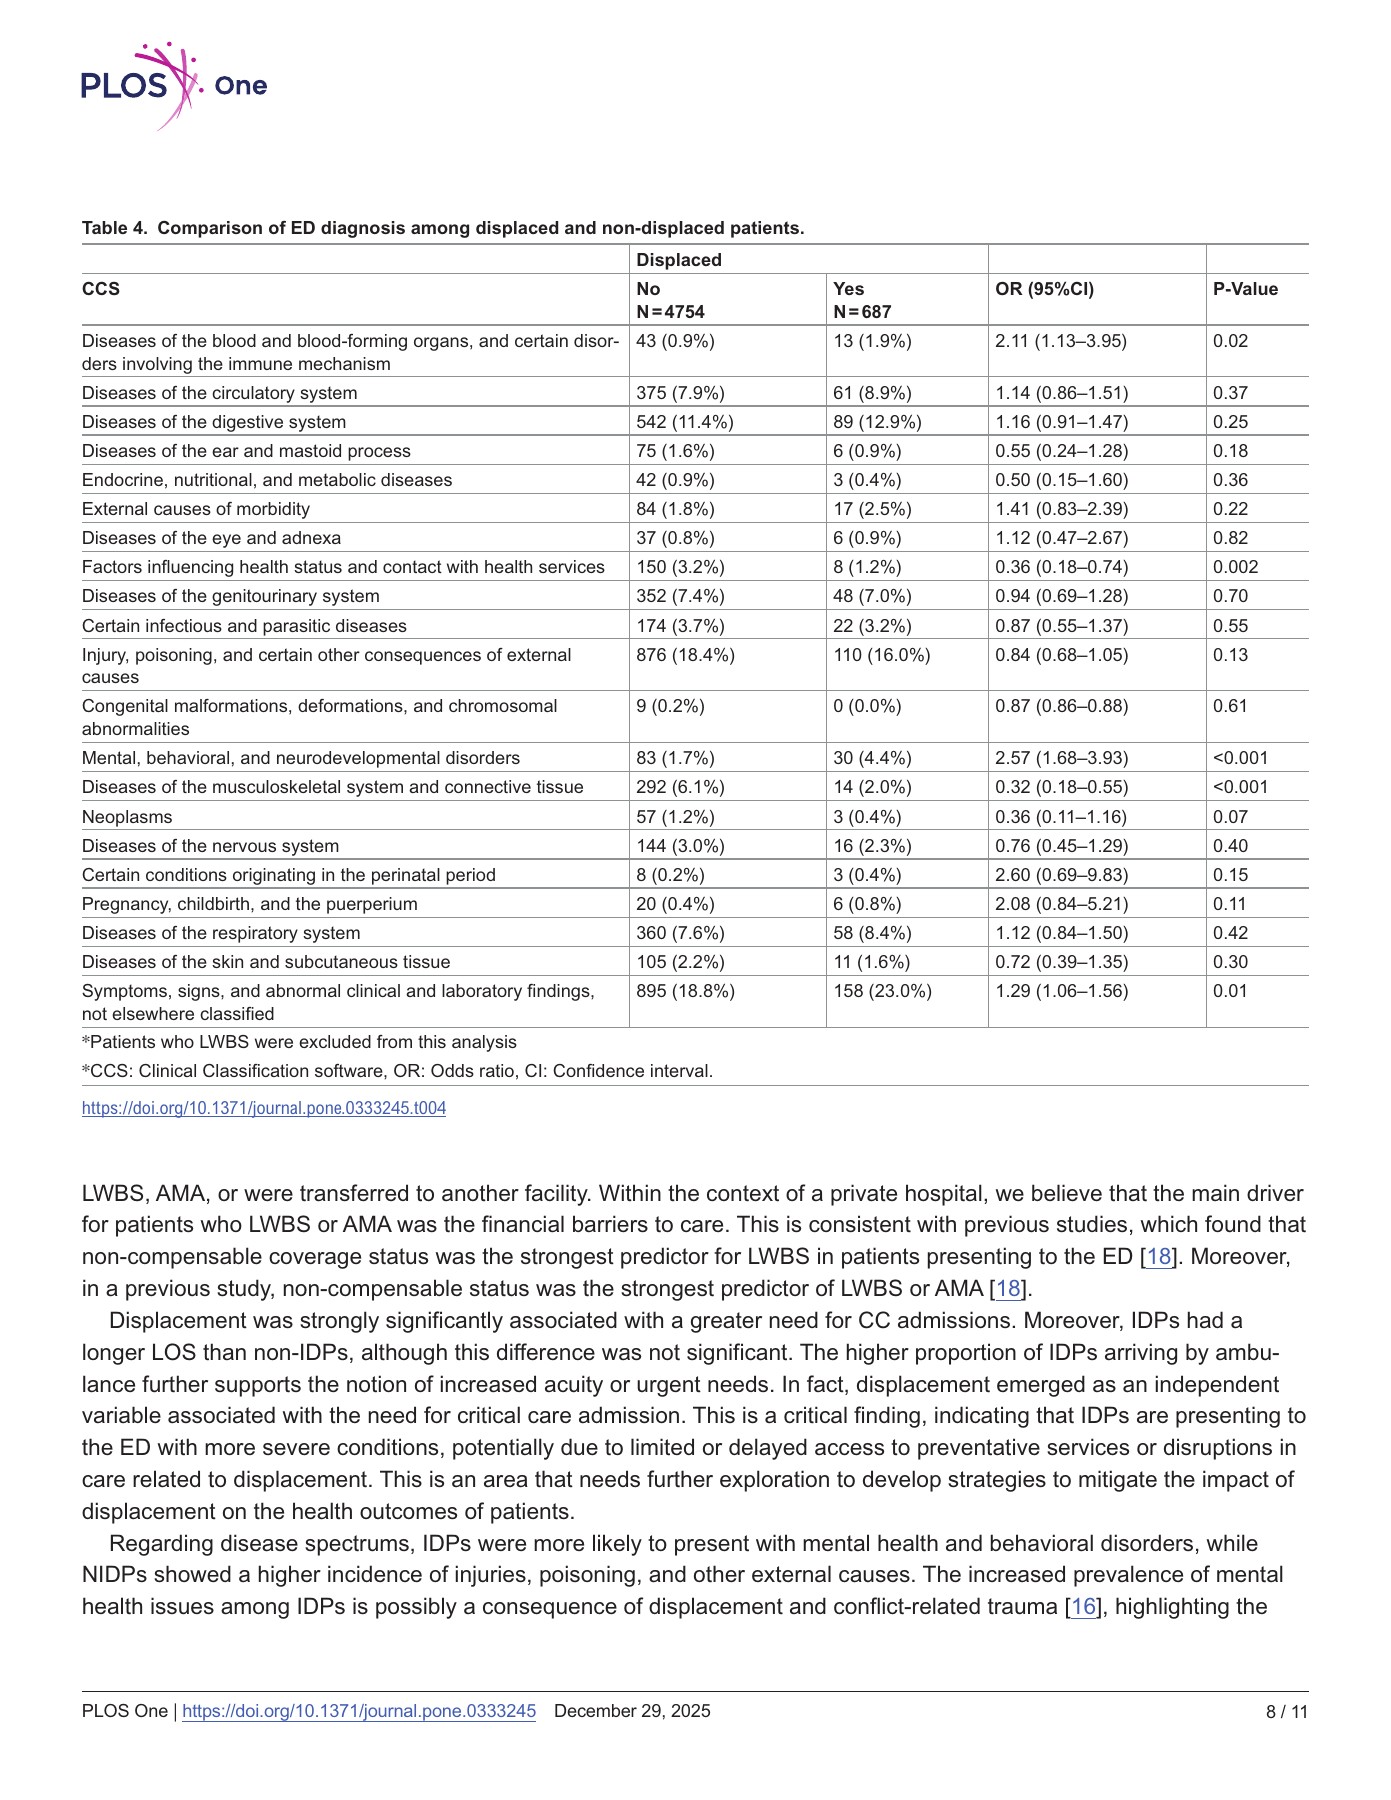 PLOS One
Table 4. Comparison of ED diagnosis among displaced and non-displaced patients.
Displaced
CCS No Yes OR (95%CI) P-Value
N=4754 N=687
Diseases of the blood and blood-forming organs, and certain disor- 43 (0.9%) 13 (1.9%) 2.11 (1.13–3.95) 0.02
ders involving the immune mechanism
Diseases of the circulatory system 375 (7.9%) 61 (8.9%) 1.14 (0.86–1.51) 0.37
Diseases of the digestive system 542 (11.4%) 89 (12.9%) 1.16 (0.91–1.47) 0.25
Diseases of the ear and mastoid process 75 (1.6%) 6 (0.9%) 0.55 (0.24–1.28) 0.18
Endocrine, nutritional, and metabolic diseases 42 (0.9%) 3 (0.4%) 0.50 (0.15–1.60) 0.36
External causes of morbidity 84 (1.8%) 17 (2.5%) 1.41 (0.83–2.39) 0.22
Diseases of the eye and adnexa 37 (0.8%) 6 (0.9%) 1.12 (0.47–2.67) 0.82
Factors influencing health status and contact with health services 150 (3.2%) 8 (1.2%) 0.36 (0.18–0.74) 0.002
Diseases of the genitourinary system 352 (7.4%) 48 (7.0%) 0.94 (0.69–1.28) 0.70
Certain infectious and parasitic diseases 174 (3.7%) 22 (3.2%) 0.87 (0.55–1.37) 0.55
Injury, poisoning, and certain other consequences of external 876 (18.4%) 110 (16.0%) 0.84 (0.68–1.05) 0.13
causes
Congenital malformations, deformations, and chromosomal 9 (0.2%) 0 (0.0%) 0.87 (0.86–0.88) 0.61
abnormalities
Mental, behavioral, and neurodevelopmental disorders 83 (1.7%) 30 (4.4%) 2.57 (1.68–3.93) <0.001
Diseases of the musculoskeletal system and connective tissue 292 (6.1%) 14 (2.0%) 0.32 (0.18–0.55) <0.001
Neoplasms 57 (1.2%) 3 (0.4%) 0.36 (0.11–1.16) 0.07
Diseases of the nervous system 144 (3.0%) 16 (2.3%) 0.76 (0.45–1.29) 0.40
Certain conditions originating in the perinatal period 8 (0.2%) 3 (0.4%) 2.60 (0.69–9.83) 0.15
Pregnancy, childbirth, and the puerperium 20 (0.4%) 6 (0.8%) 2.08 (0.84–5.21) 0.11
Diseases of the respiratory system 360 (7.6%) 58 (8.4%) 1.12 (0.84–1.50) 0.42
Diseases of the skin and subcutaneous tissue 105 (2.2%) 11 (1.6%) 0.72 (0.39–1.35) 0.30
Symptoms, signs, and abnormal clinical and laboratory findings, 895 (18.8%) 158 (23.0%) 1.29 (1.06–1.56) 0.01
not elsewhere classified
*Patients who LWBS were excluded from this analysis
*CCS: Clinical Classification software, OR: Odds ratio, CI: Confidence interval.
https://doi.org/10.1371/journal.pone.0333245.t004
LWBS, AMA, or were transferred to another facility. Within the context of a private hospital, we believe that the main driver
for patients who LWBS or AMA was the financial barriers to care. This is consistent with previous studies, which found that
non-compensable coverage status was the strongest predictor for LWBS in patients presenting to the ED [18]. Moreover,
in a previous study, non-compensable status was the strongest predictor of LWBS or AMA [18].
Displacement was strongly significantly associated with a greater need for CC admissions. Moreover, IDPs had a
longer LOS than non-IDPs, although this difference was not significant. The higher proportion of IDPs arriving by ambu-
lance further supports the notion of increased acuity or urgent needs. In fact, displacement emerged as an independent
variable associated with the need for critical care admission. This is a critical finding, indicating that IDPs are presenting to
the ED with more severe conditions, potentially due to limited or delayed access to preventative services or disruptions in
care related to displacement. This is an area that needs further exploration to develop strategies to mitigate the impact of
displacement on the health outcomes of patients.
Regarding disease spectrums, IDPs were more likely to present with mental health and behavioral disorders, while
NIDPs showed a higher incidence of injuries, poisoning, and other external causes. The increased prevalence of mental
health issues among IDPs is possibly a consequence of displacement and conflict-related trauma [16], highlighting the
PLOS One | https://doi.org/10.1371/journal.pone.0333245 December 29, 2025 8 / 11